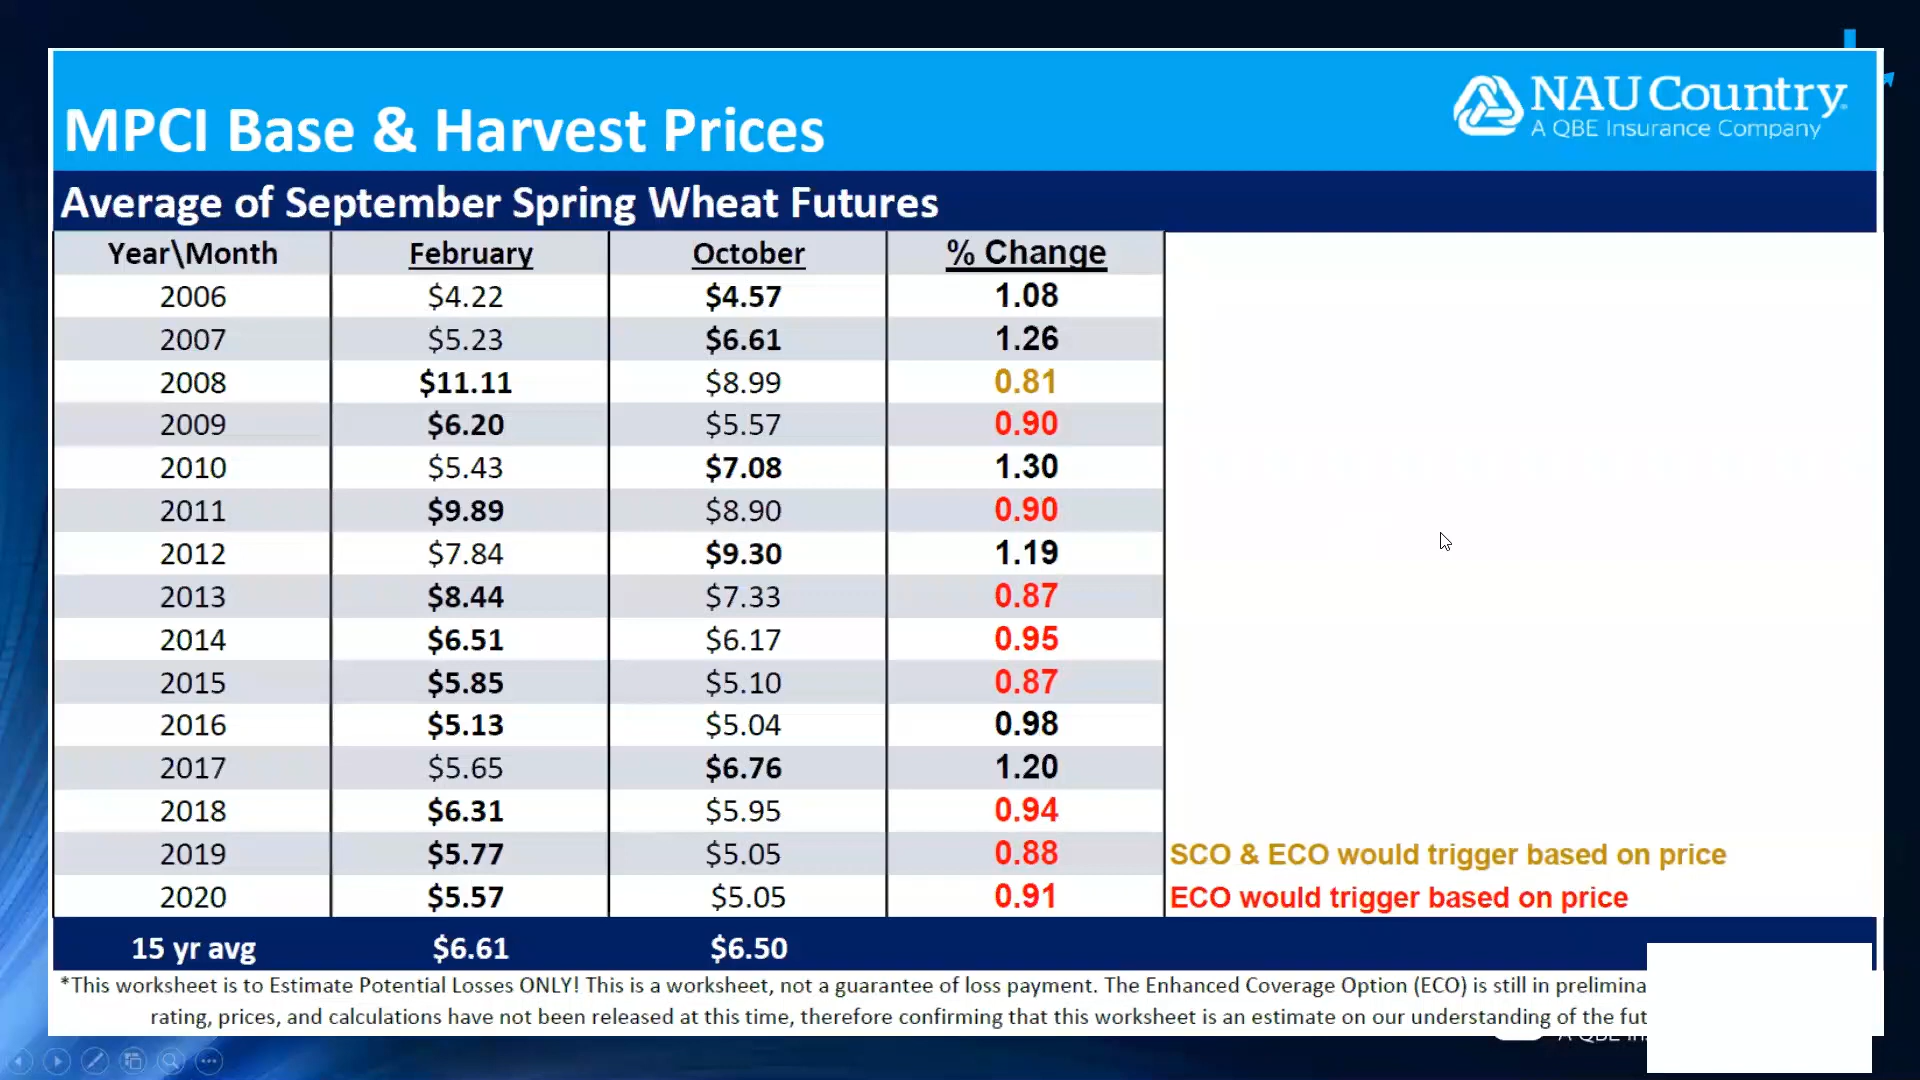 NAU Country
A QBE Insurance Company
MPCI Base & Harvest Prices
Average of September Spring Wheat Futures
Year\Month February October % Change
2006 $4.22 $4.57 1.08
2007 $5.23 $6.61 1.26
2008 $11.11 $8.99 0.81
2009 $6.20 $5.57 0.90
2010 $5.43 $7.08 1.30
2011 $9.89 $8.90 0.90
2012 $7.84 $9.30 1.19
2013 $8.44 $7.33 0.87
2014 $6.51 $6.17 0.95
2015 $5.85 $5.10 0.87
2016 $5.13 $5.04 0.98
2017 $5.65 $6.76 1.20
2018 $6.31 $5.95 0.94
2019 $5.77 $5.05 0.88 SCO & ECO would trigger based on price
2020 $5.57 $5.05 0.91 ECO would trigger based on price
15 yr avg $6.61 $6.50
*This worksheet is to Estimate Potential Losses ONLY! This is a worksheet, not a guarantee of loss payment. The Enhanced Coverage Option (ECO) is still in
rating, prices, and calculations have not been released at this time, therefore confirming that this worksheet is an estimate on our understanding of the